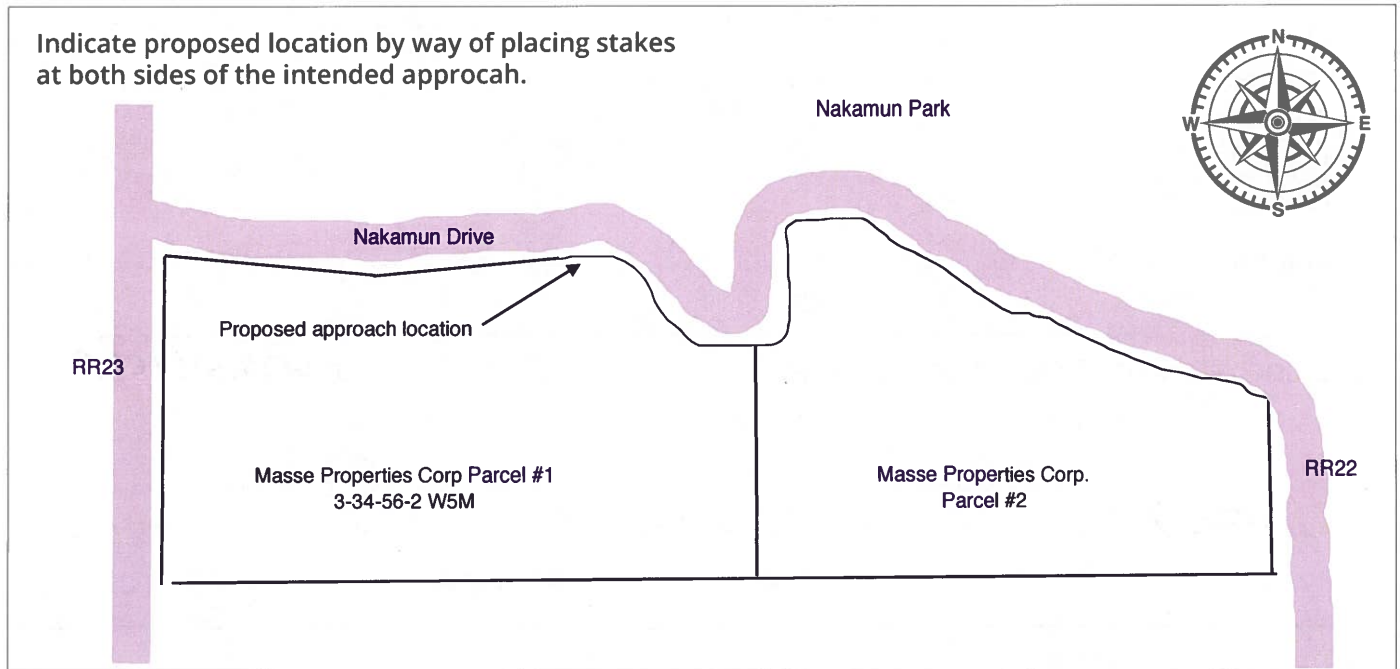 Indicate proposed location by way of placing stakes
at both sides of the intended approcah.
N
W
E
S
Nakamun Park
Nakamun Drive
Proposed approach location
RR23
Masse Properties Corp Parcel #1
3-34-56-2 W5M
Masse Properties Corp.
Parcel #2
RR22